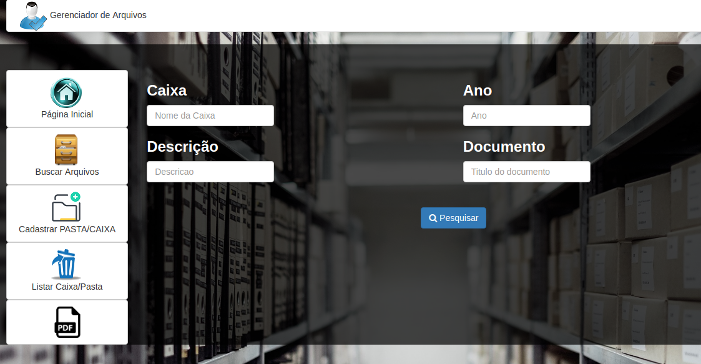 Gerenciador de Arquivos
Página Inicial
Buscar Arquivos
Cadastrar PASTA/CAIXA
Listar Caixa/Pasta
PDF
Caixa
Nome da Caixa
Ano
Ano
Descrição
Descricao
Documento
Titulo do documento
Pesquisar